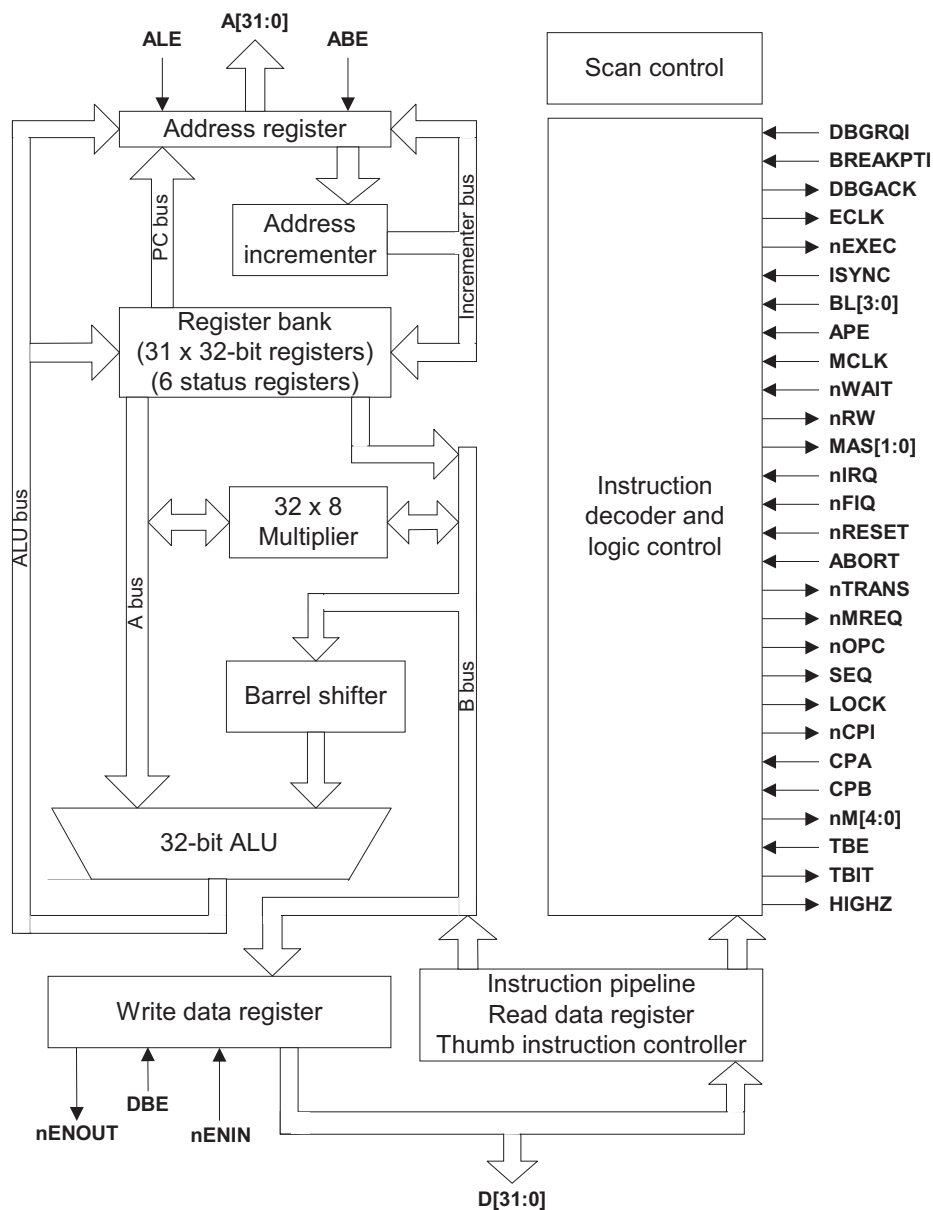 A[31:0]
ALE
ABE
Scan control
Address register
PC bus
Address
incrementer
Incrementer bus
Register bank
(31 x 32-bit registers)
(6 status registers)
ALU bus
A bus
32 x 8
Multiplier
B bus
Barrel shifter
32-bit ALU
Write data register
Instruction pipeline
Read data register
Thumb instruction controller
nENOUT
DBE
nENIN
D[31:0]
Instruction
decoder and
logic control
DBGRQI
BREAKPTI
DBGACK
ECLK
nEXEC
ISYNC
BL[3:0]
APE
MCLK
nWAIT
nRW
MAS[1:0]
nIRQ
nFIQ
nRESET
ABORT
nTRANS
nMREQ
nOPC
SEQ
LOCK
nCPI
CPA
CPB
nM[4:0]
TBE
TBIT
HIGHZ